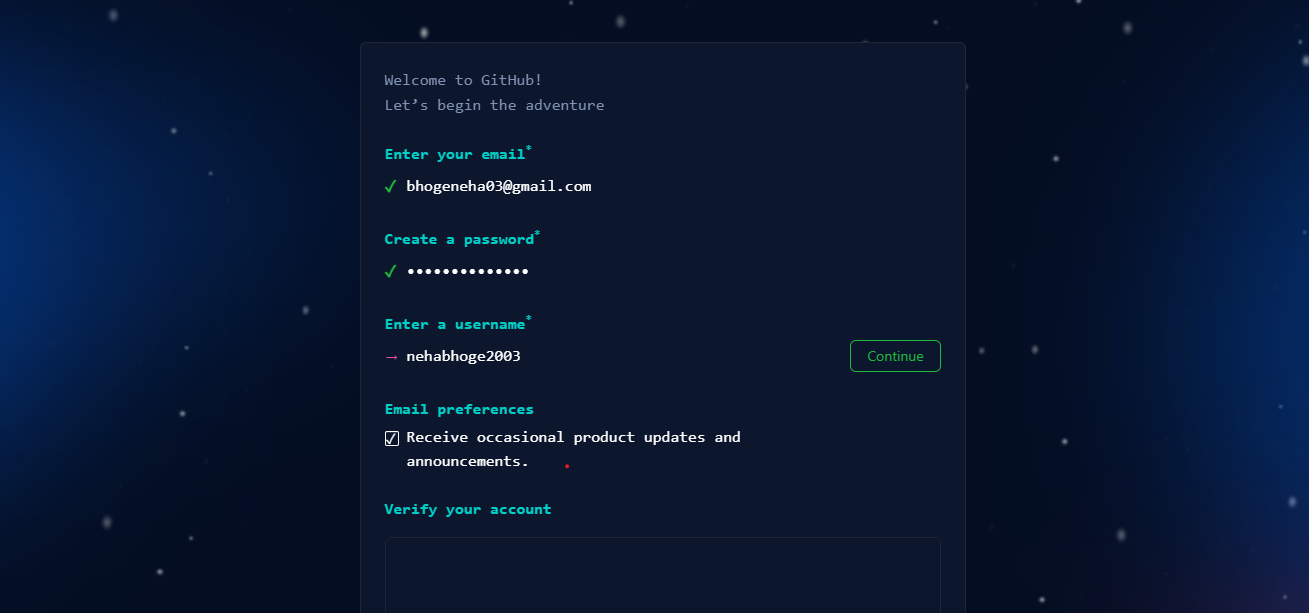 Welcome to GitHub!
Let’s begin the adventure
Enter your email*
✓ bhogeneha03@gmail.com
Create a password*
✓ ••••••••••••••
Enter a username*
→ nehabhoge2003
Continue
Email preferences
Receive occasional product updates and
announcements.
Verify your account